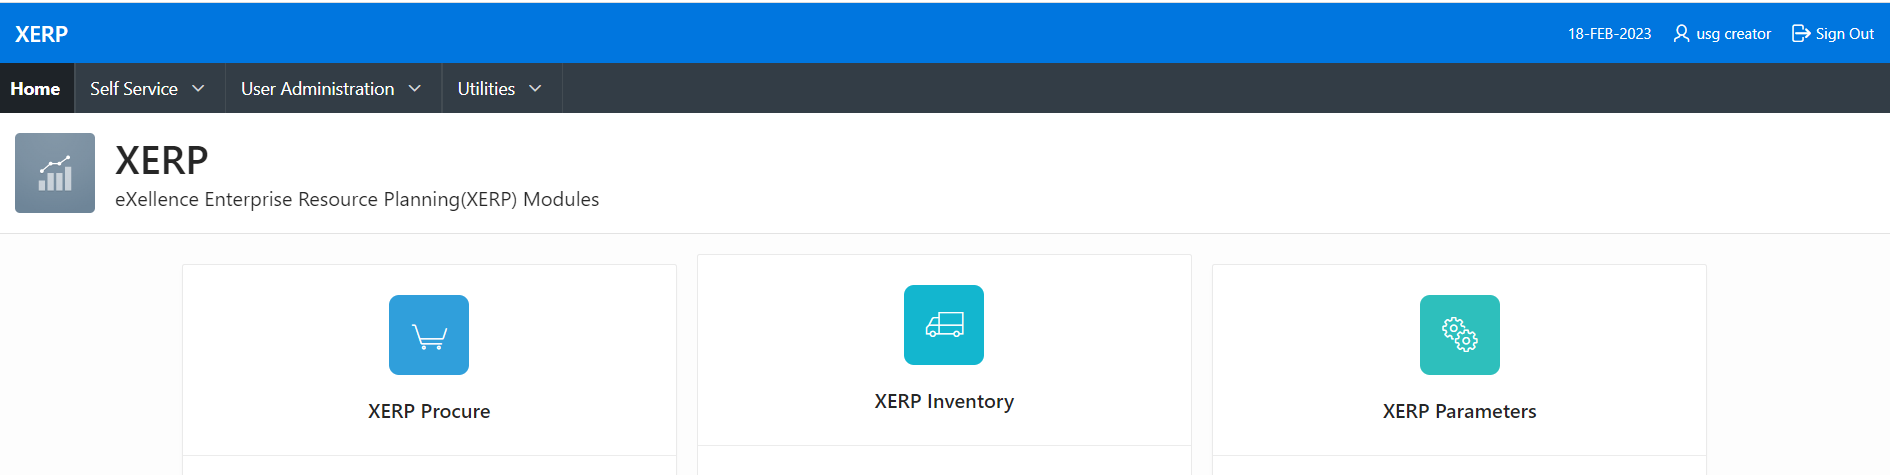 XERP
18-FEB-2023 usg creator Sign Out
Home Self Service User Administration Utilities
XERP
eXellence Enterprise Resource Planning(XERP) Modules
XERP Procure
XERP Inventory
XERP Parameters